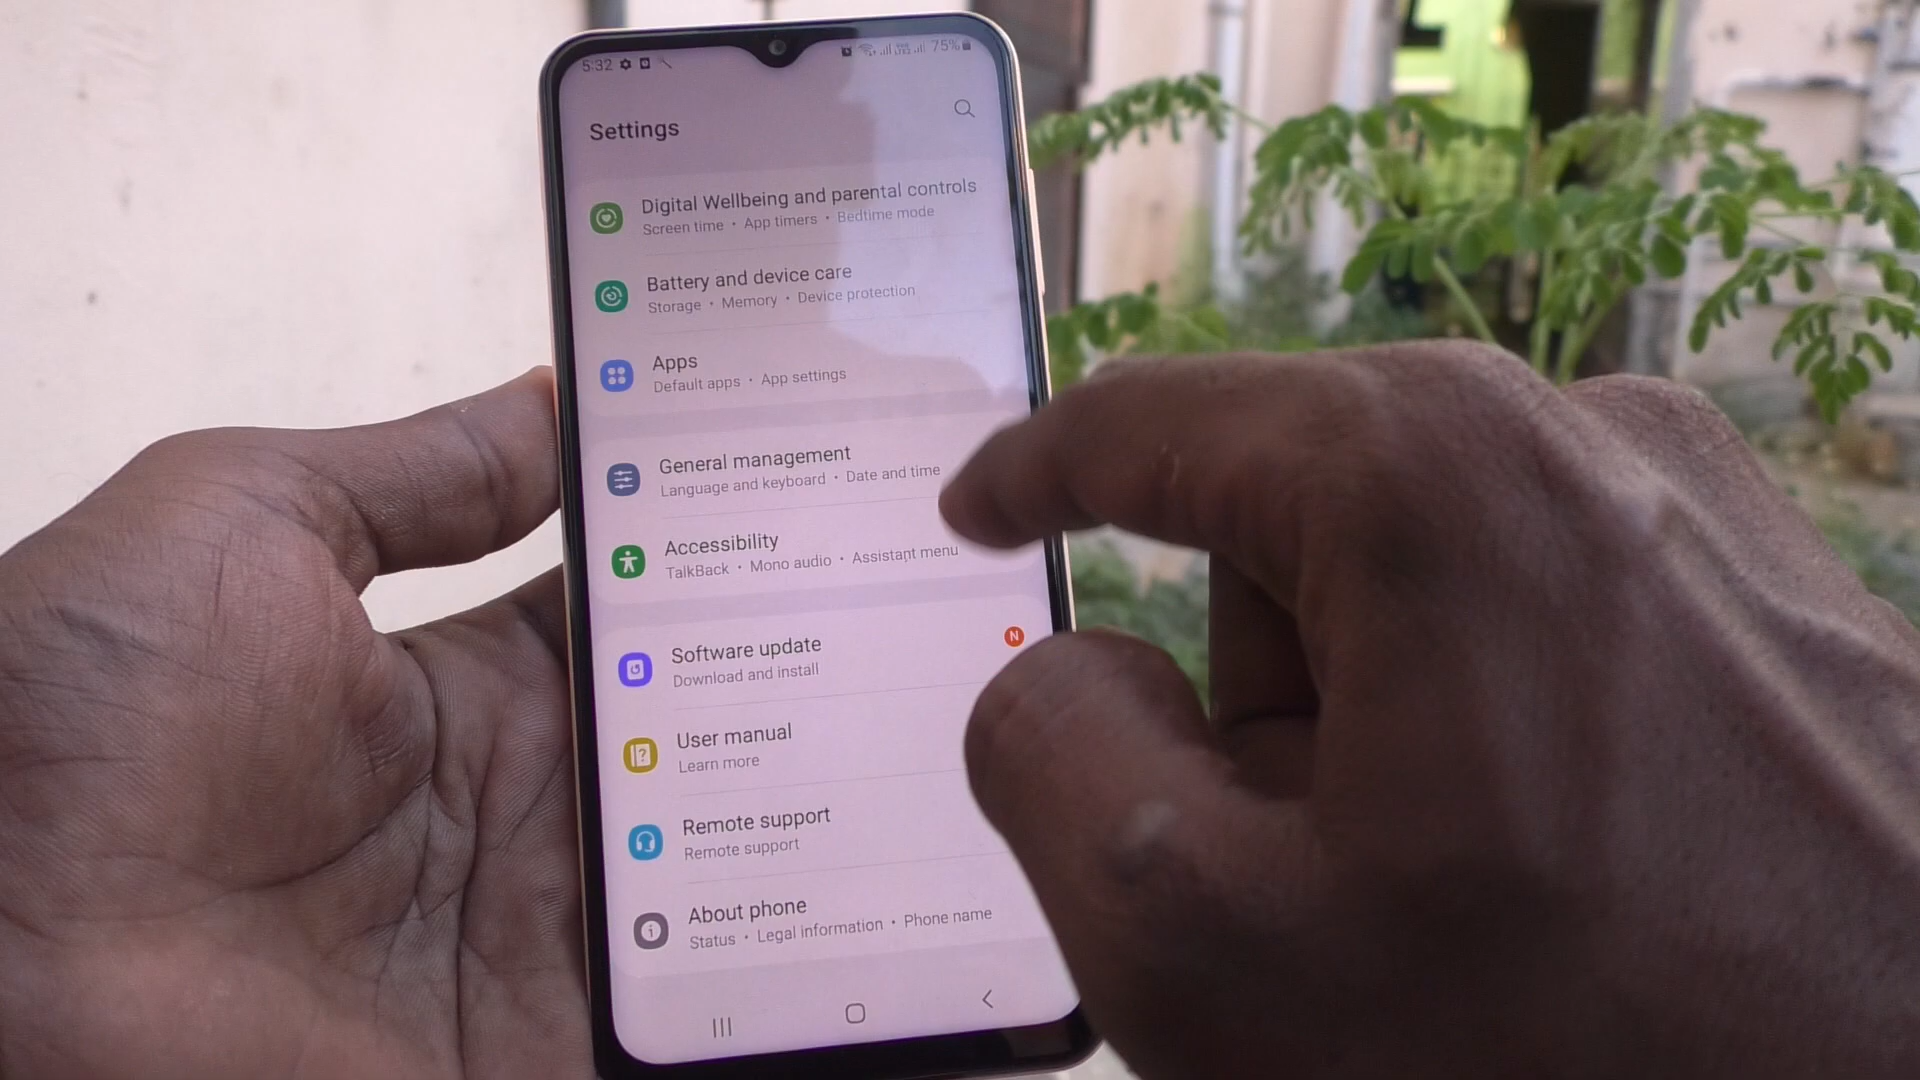 5:32 75%
Settings
Digital Wellbeing and parental controls
Screen time • App timers • Bedtime mode
Battery and device care
Storage • Memory • Device protection
Apps
Default apps • App settings
General management
Language and keyboard • Date and time
Accessibility
TalkBack • Mono audio • Assistant menu
Software update N
Download and install
User manual
Learn more
Remote support
Remote support
About phone
Status • Legal information • Phone name